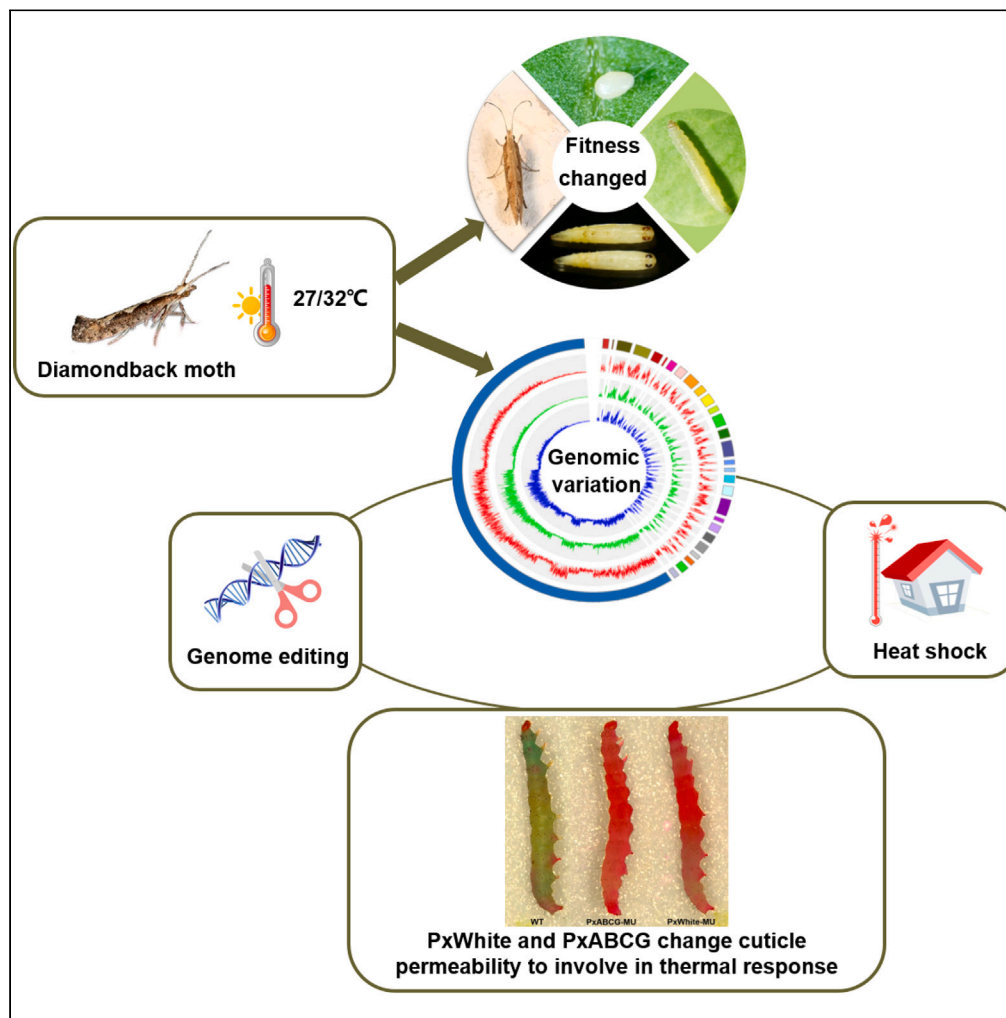 Fitness
changed
27/32℃
Diamondback moth
Genomic
variation
Genome editing
Heat shock
WT PxABCG-MU PxWhite-MU
PxWhite and PxABCG change cuticle
permeability to involve in thermal response